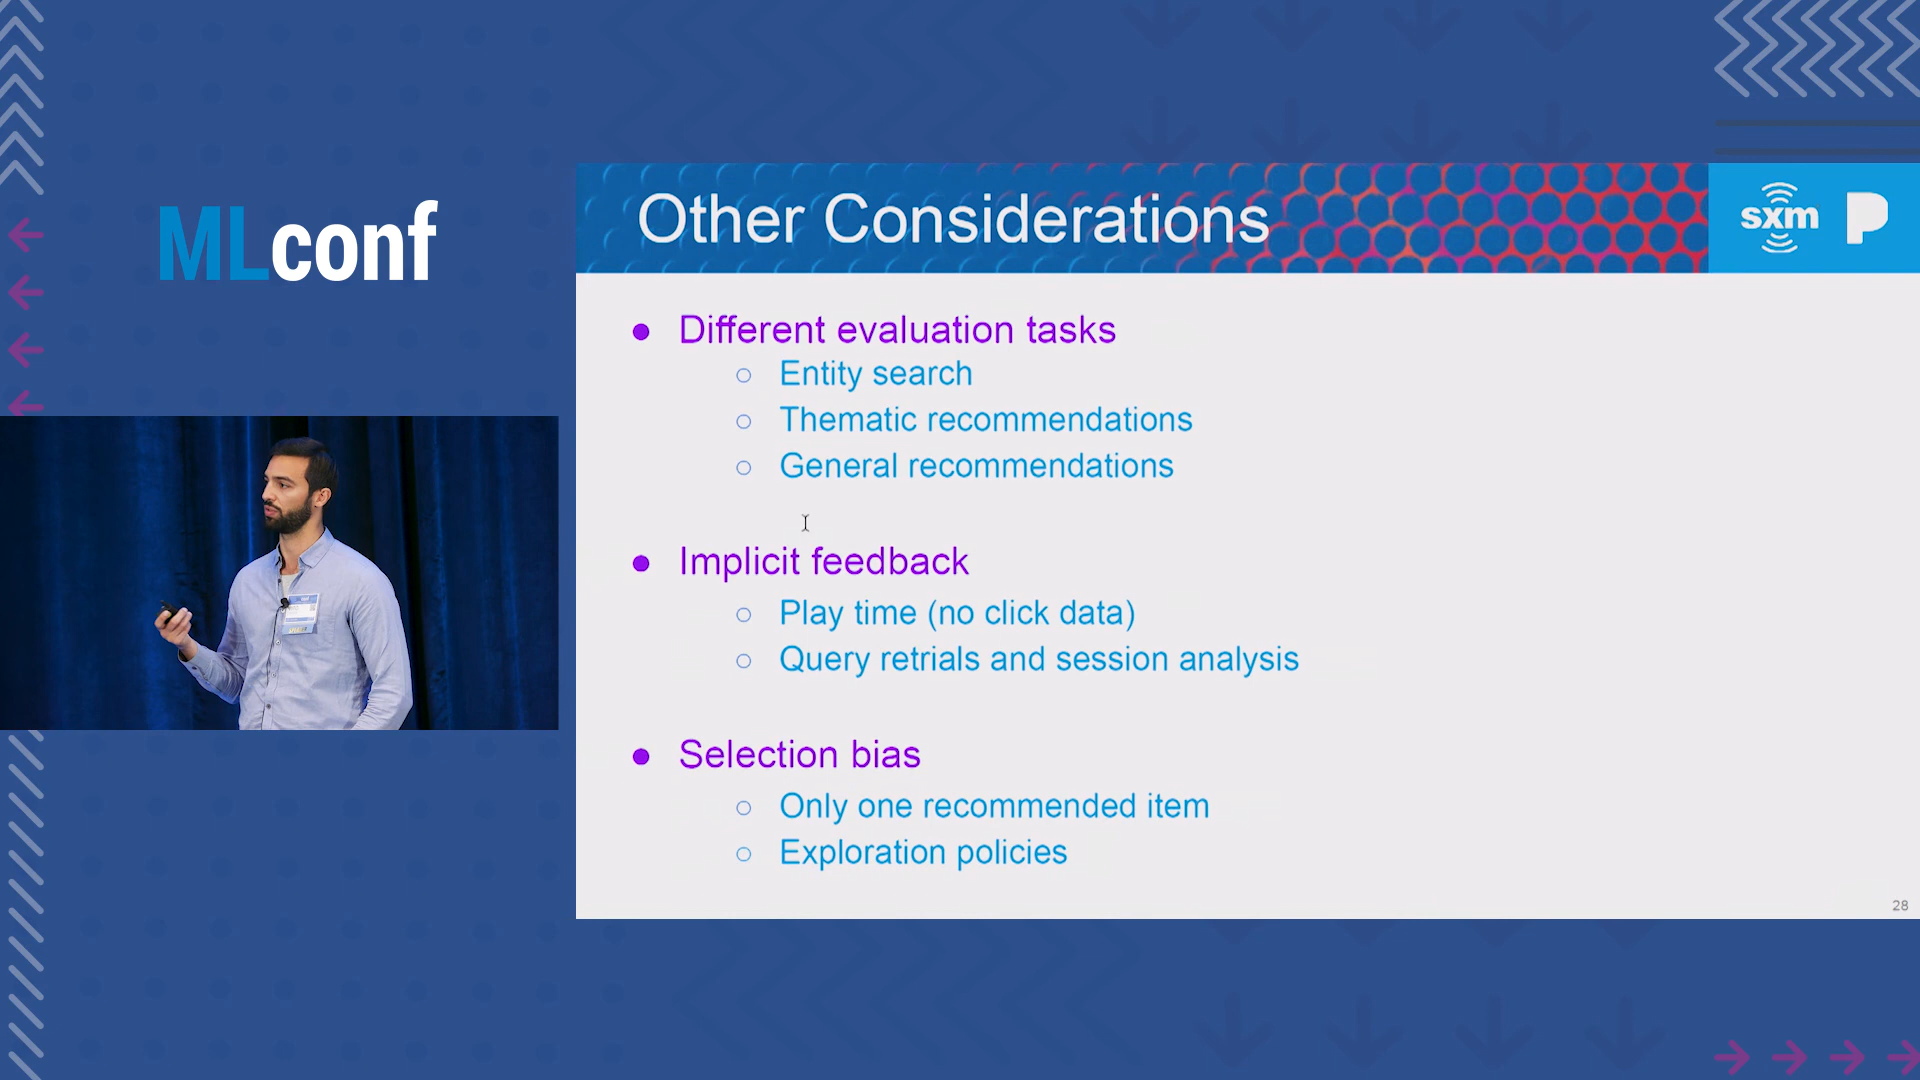 MLconf
Other Considerations
sxm
Different evaluation tasks
Entity search
Thematic recommendations
General recommendations
Implicit feedback
Play time (no click data)
Query retrials and session analysis
Selection bias
Only one recommended item
Exploration policies
28